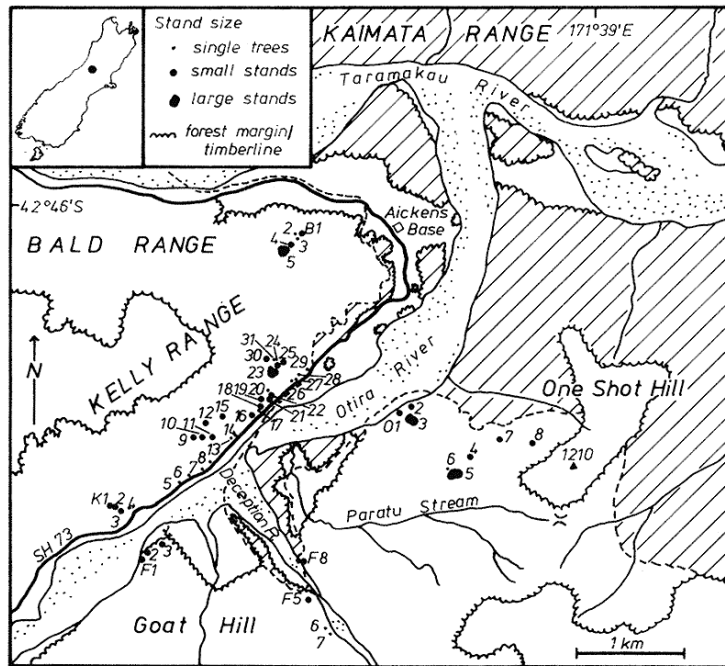 Stand size
single trees
small stands
large stands
forest margin/
timberline
KAIMATA RANGE
171°39'E
Taramakau River
42°46'S
Aickens
Base
BALD RANGE
2 B1
4 3
5
KELLY RANGE
N
31 24
30 25
29
23
28
27
18 19 20
26
22
21
17
16
15
12
14
11
10
9
13
8
7
6
5
Otira River
One Shot Hill
1210
2
O1 3
7 8
6 4
5
Paratu Stream
Deception R.
K1 2 4
3
SH 73
2 3
F1
F8
F5
6
7
Goat Hill
1 km